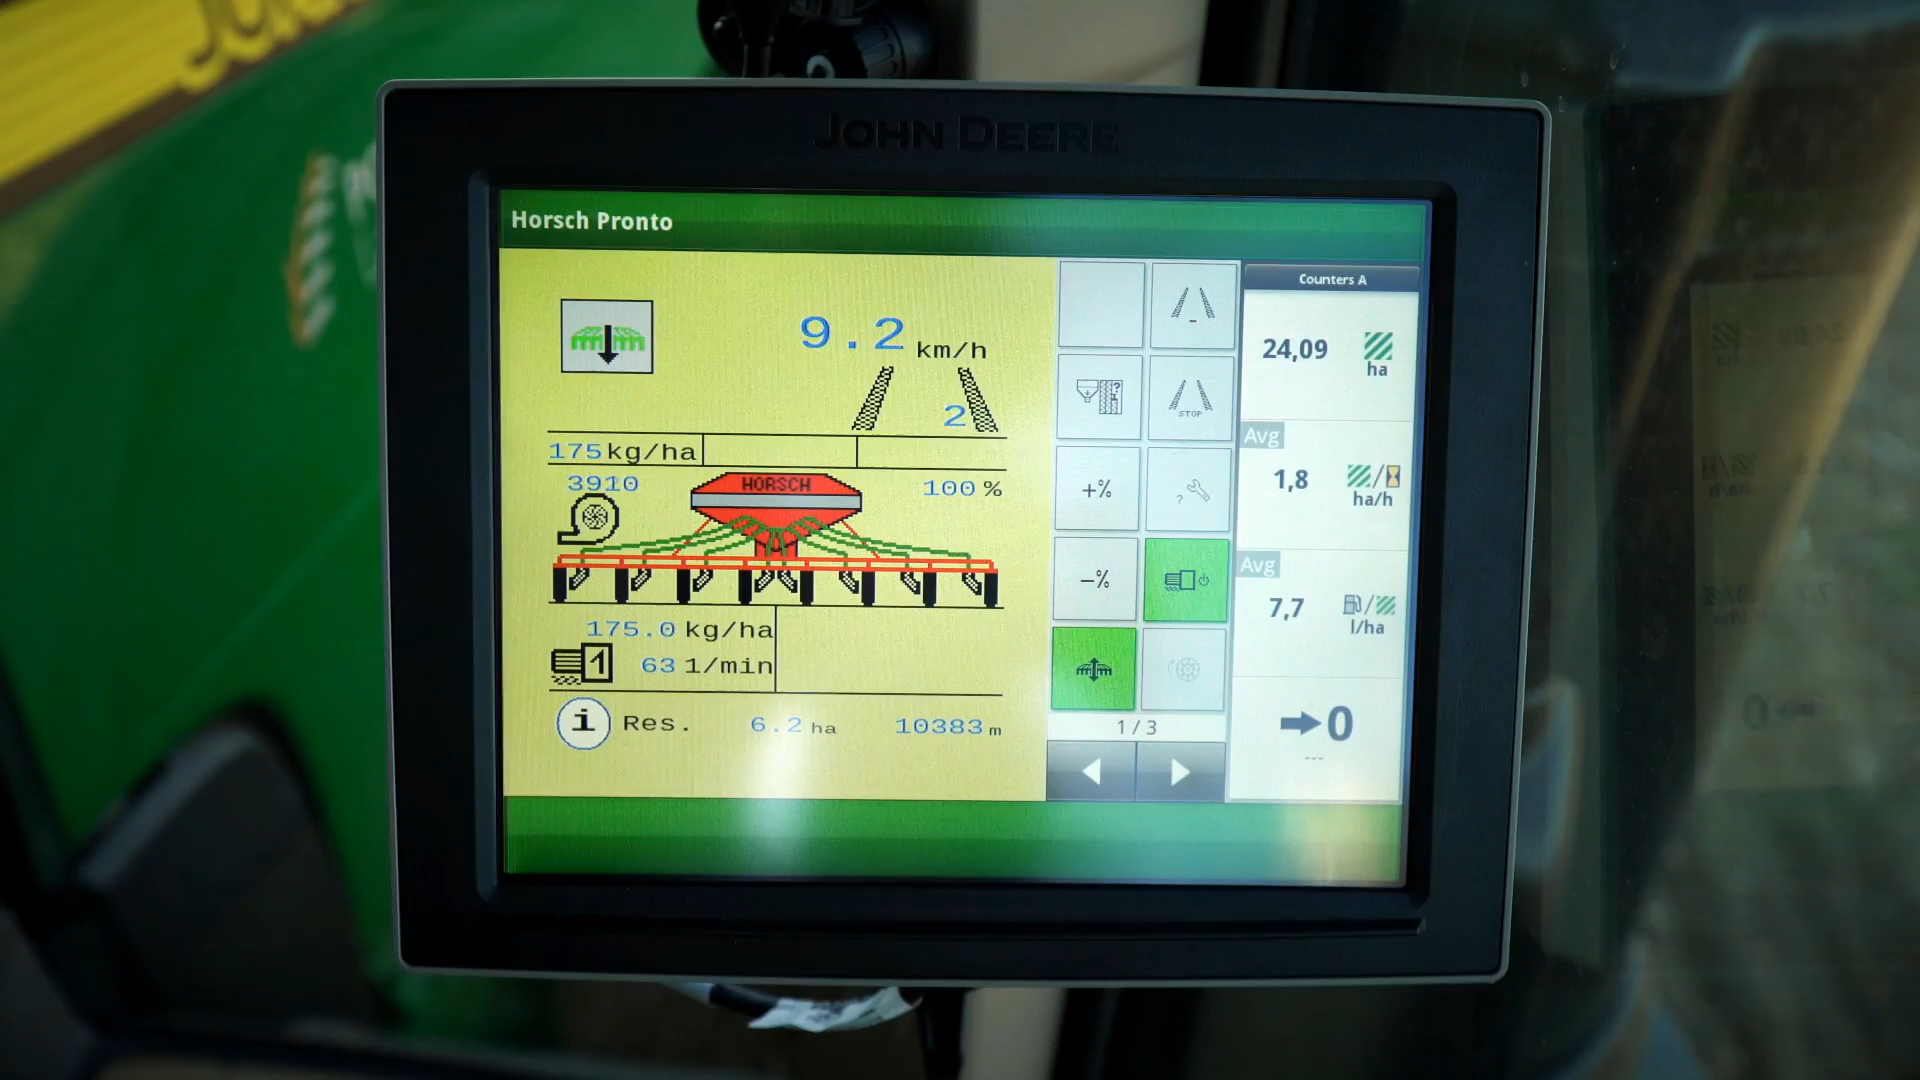 JOHN DEERE
Horsch Pronto
9.2 km/h
2
175kg/ha
3910
HORSCH
100 %
175.0 kg/ha
1
63 1/min
i Res. 6.2 ha 10383 m
?
STOP
+%
?
-%
1 / 3
Counters A
24,09
ha
Avg
1,8
ha/h
Avg
7,7
l/ha
0
---